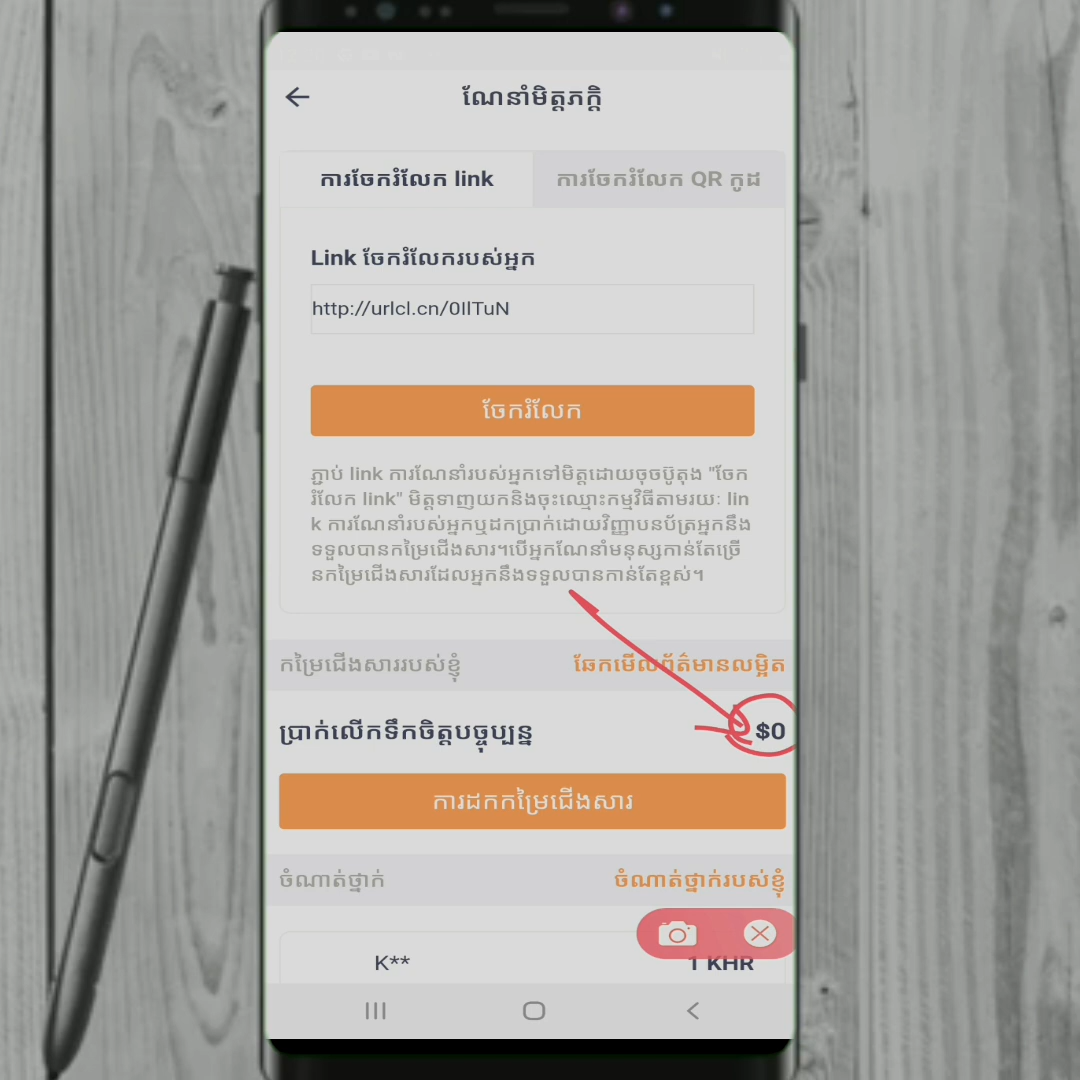 ណែនាំមិត្តភក្តិ
ការចែករំលែក link
ការចែករំលែក QR កូដ
Link ចែករំលែករបស់អ្នក
http://urlcl.cn/0IlTuN
ចែករំលែក
ភ្ជាប់ link ការណែនាំរបស់អ្នកទៅមិត្តដោយចុចប៊ូតុង "ចែក
រំលែក link" មិត្តទាញយកនិងចុះឈ្មោះកម្មវិធីតាមរយៈ lin
k ការណែនាំរបស់អ្នកឬដកប្រាក់ដោយវិញ្ញាបនប័ត្រអ្នកនឹង
ទទួលបានកម្រៃជើងសារ។បើអ្នកណែនាំមនុស្សកាន់តែច្រើ
នកម្រៃជើងសារដែលអ្នកនឹងទទួលបានកាន់តែខ្ពស់។
កម្រៃជើងសាររបស់ខ្ញុំ
ឆែកមើលព័ត៌មានលម្អិត
ប្រាក់លើកទឹកចិត្តបច្ចុប្បន្ន
$0
ការដកកម្រៃជើងសារ
ចំណាត់ថ្នាក់
ចំណាត់ថ្នាក់របស់ខ្ញុំ
K**
1 KHR